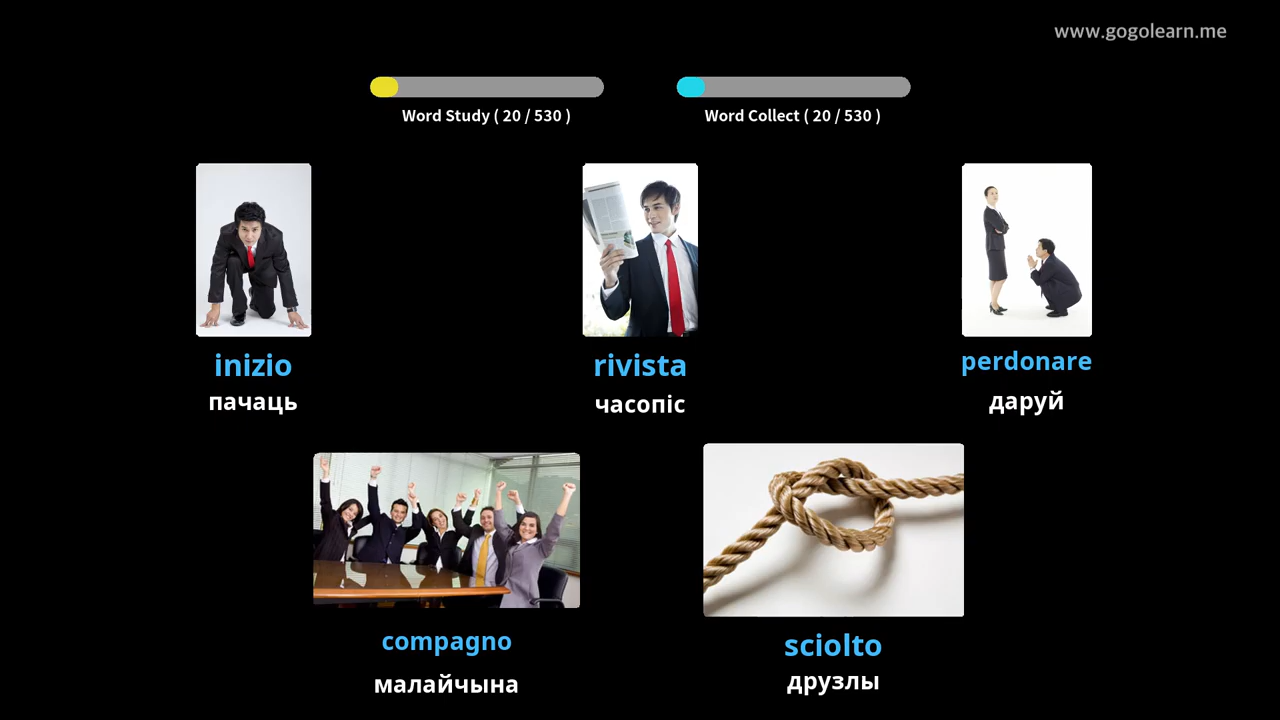 www.gogolearn.me
Word Study ( 20 / 530 )
Word Collect ( 20 / 530 )
inizio
пачаць
rivista
часопіс
perdonare
даруй
compagno
малайчына
sciolto
друзлы